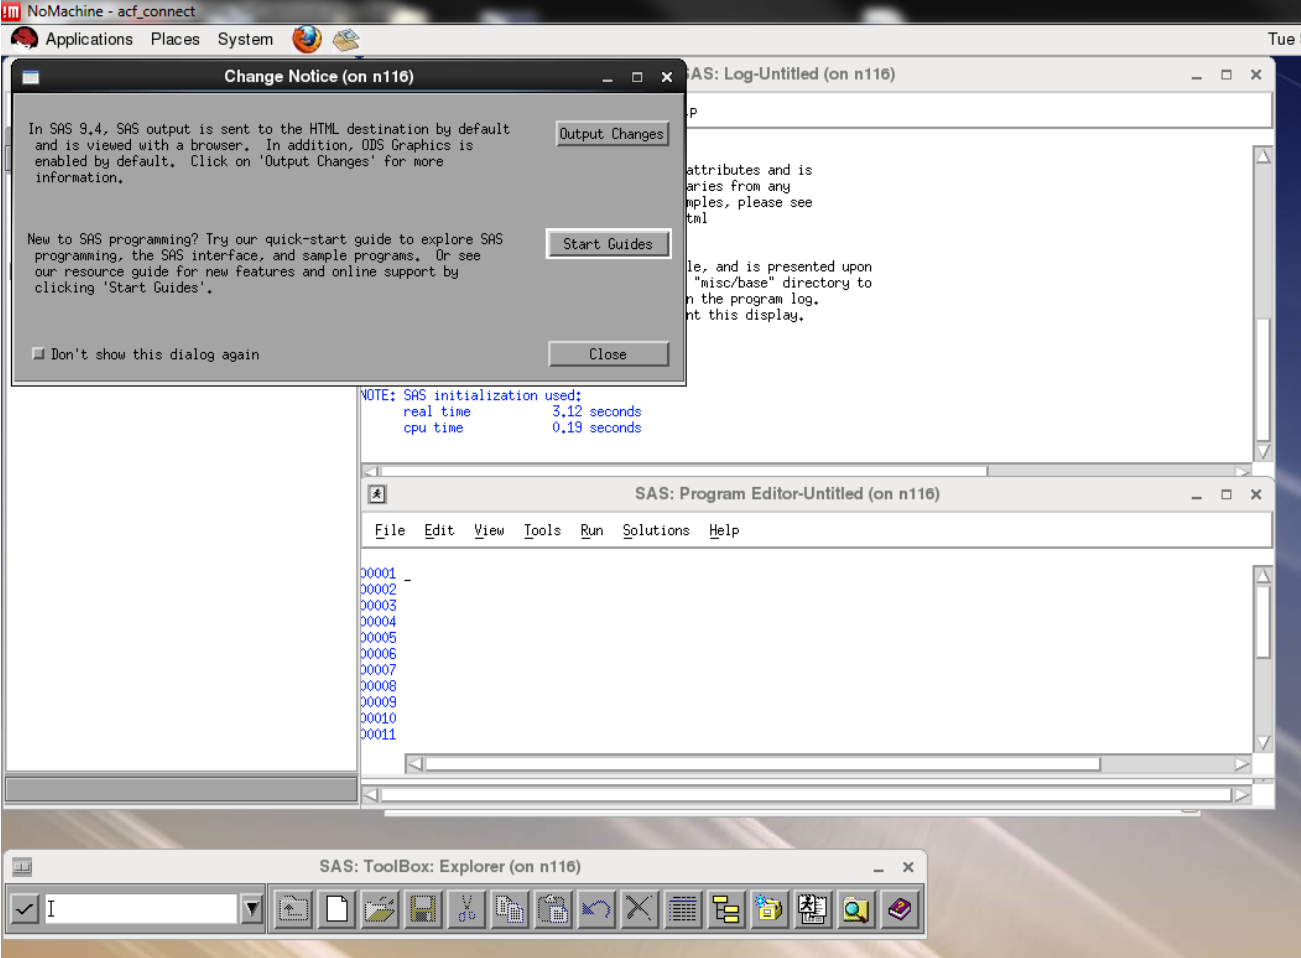 !m NoMachine - acf_connect
Applications Places System
Tue
Change Notice (on n116)
In SAS 9.4, SAS output is sent to the HTML destination by default
and is viewed with a browser. In addition, ODS Graphics is
enabled by default. Click on 'Output Changes' for more
information.
Output Changes
New to SAS programming? Try our quick-start guide to explore SAS
programming, the SAS interface, and sample programs. Or see
our resource guide for new features and online support by
clicking 'Start Guides'.
Start Guides
Don't show this dialog again
Close
SAS: Log-Untitled (on n116)
attributes and is
aries from any
mples, please see
tml
le, and is presented upon
"misc/base" directory to
n the program log.
nt this display.
NOTE: SAS initialization used:
real time 3.12 seconds
cpu time 0.19 seconds
SAS: Program Editor-Untitled (on n116)
File Edit View Tools Run Solutions Help
00001
00002
00003
00004
00005
00006
00007
00008
00009
00010
00011
SAS: ToolBox: Explorer (on n116)